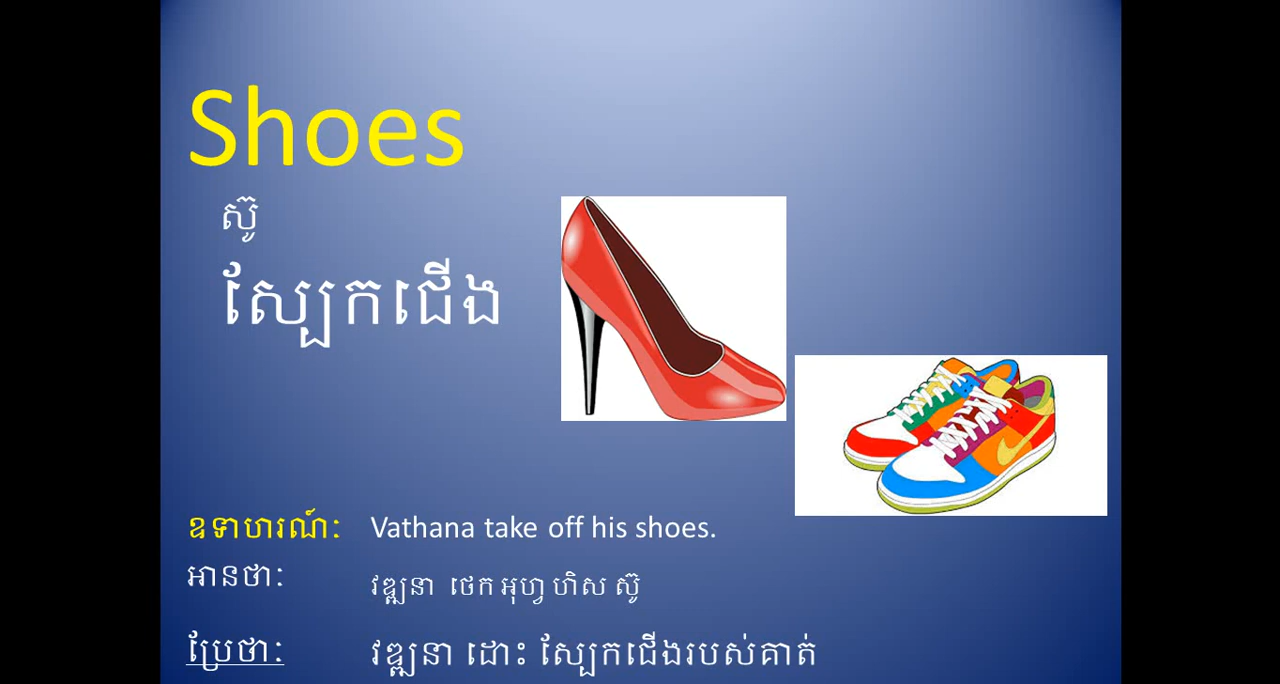 Shoes
ស៊ូ
ស្បែកជើង
ឧទាហរណ៍: Vathana take off his shoes.
អានថា: វឌ្ឍនា ថេក អុហ្វ ហិស ស៊ូ
ប្រែថា: វឌ្ឍនា ដោះ ស្បែកជើងរបស់គាត់